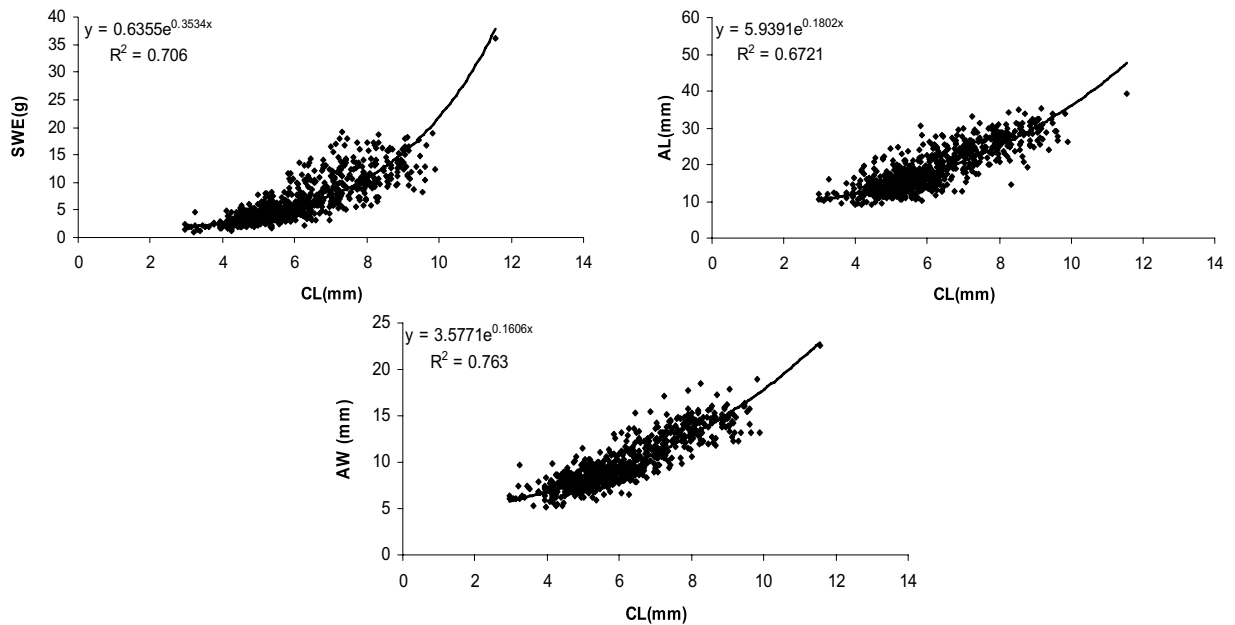 y = 0.6355e^0.3534x
R² = 0.706
SWE(g)
40
35
30
25
20
15
10
5
0
0 2 4 6 8 10 12 14
CL(mm)
y = 5.9391e^0.1802x
R² = 0.6721
AL(mm)
60
50
40
30
20
10
0
0 2 4 6 8 10 12 14
CL(mm)
y = 3.5771e^0.1606x
R² = 0.763
AW (mm)
25
20
15
10
5
0
0 2 4 6 8 10 12 14
CL(mm)